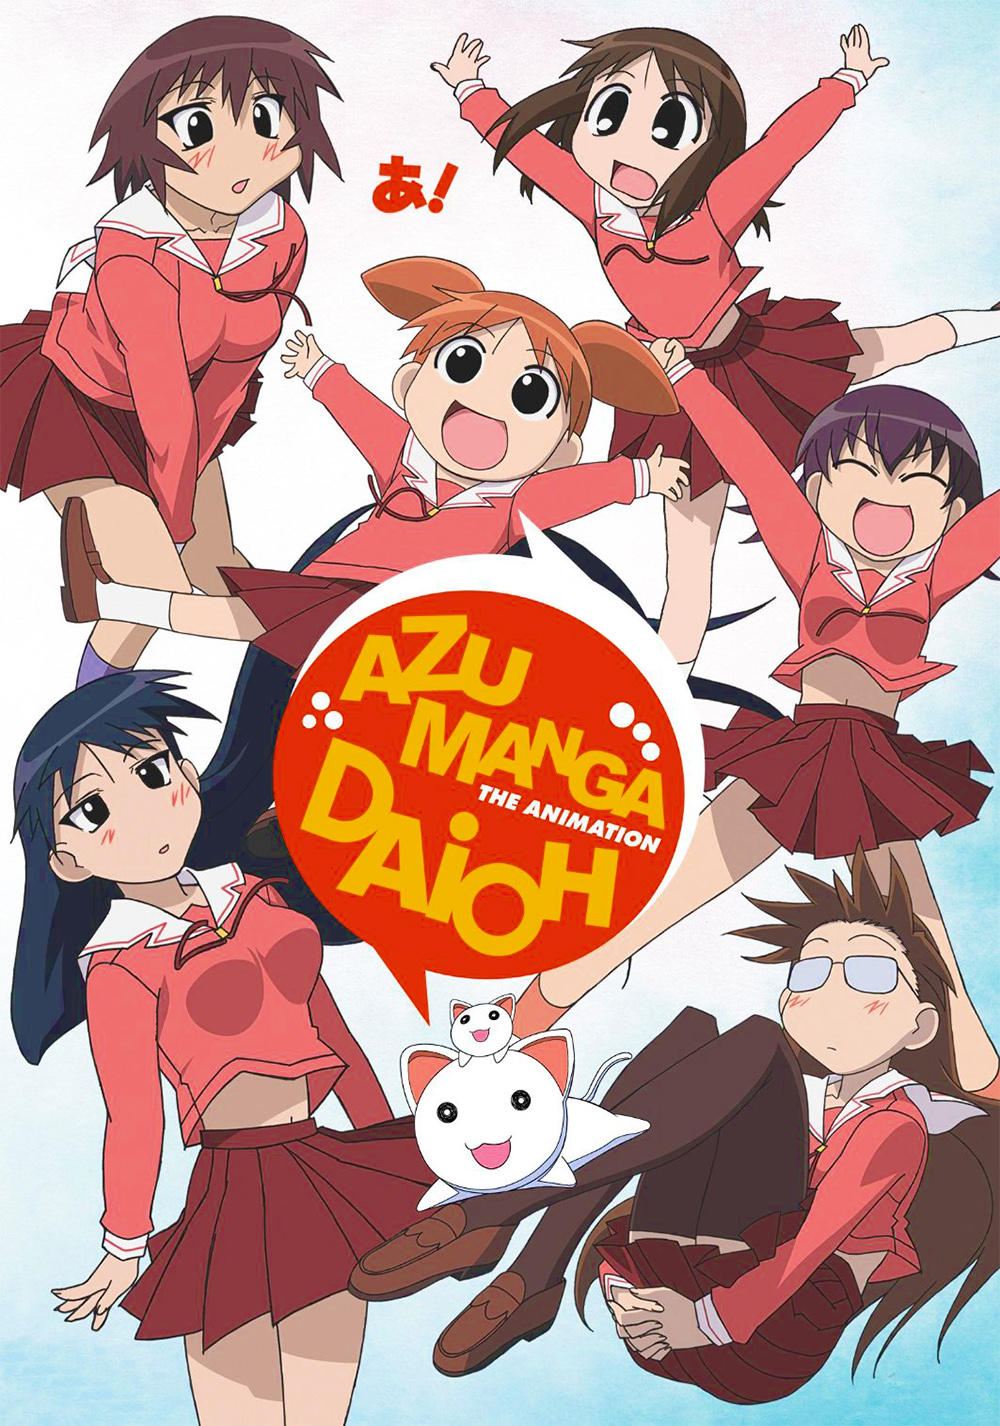 あ!
AZU
MANGA
THE ANIMATION
DAiOH